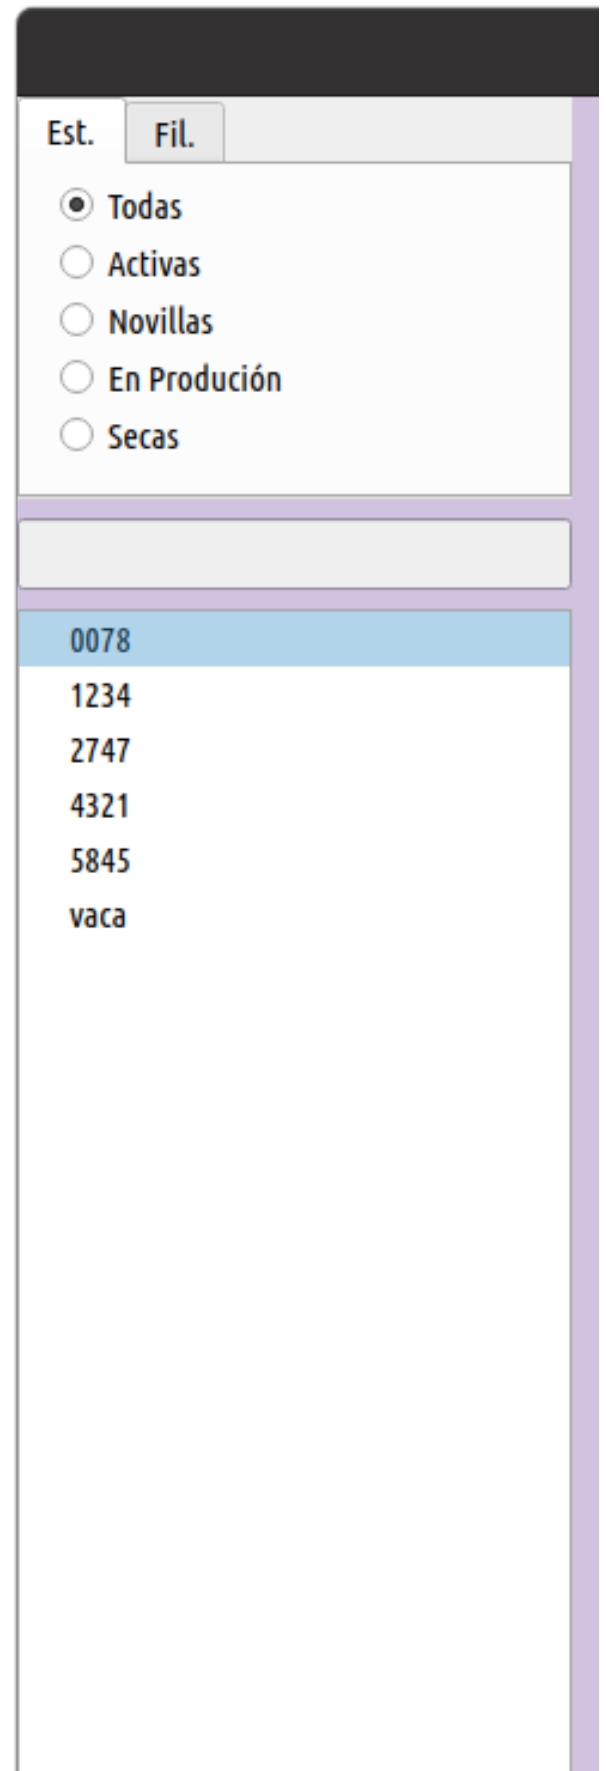 Est. Fil.
Todas
Activas
Novillas
En Produción
Secas
0078
1234
2747
4321
5845
vaca